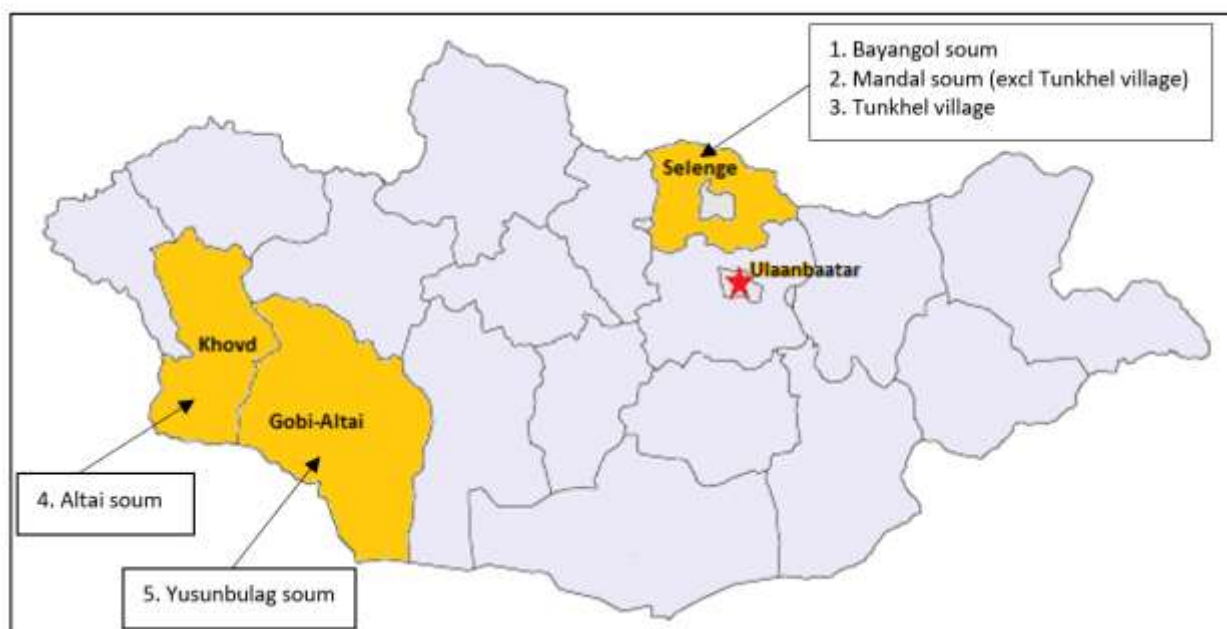 1. Bayangol soum
2. Mandal soum (excl Tunkhel village)
3. Tunkhel village
Selenge
Ulaanbaatar
Khovd
Gobi-Altai
4. Altai soum
5. Yusunbulag soum